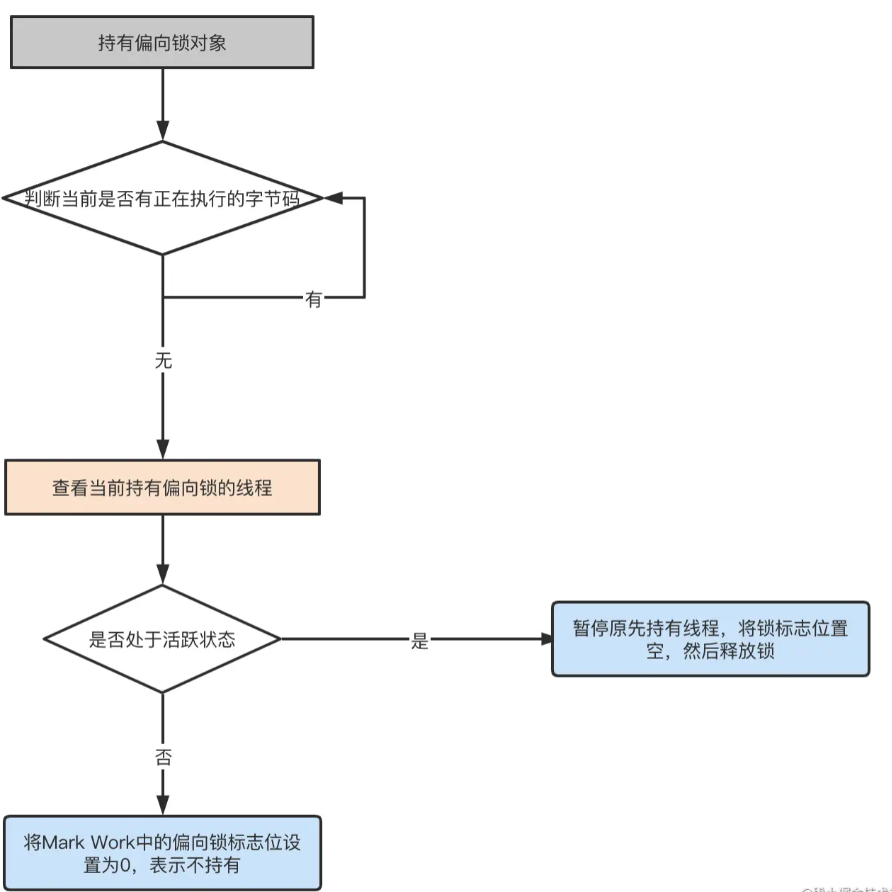 持有偏向锁对象
判断当前是否有正在执行的字节码
有
无
查看当前持有偏向锁的线程
是否处于活跃状态
是
暂停原先持有线程，将锁标志位置
空，然后释放锁
否
将Mark Work中的偏向锁标志位设
置为0，表示不持有